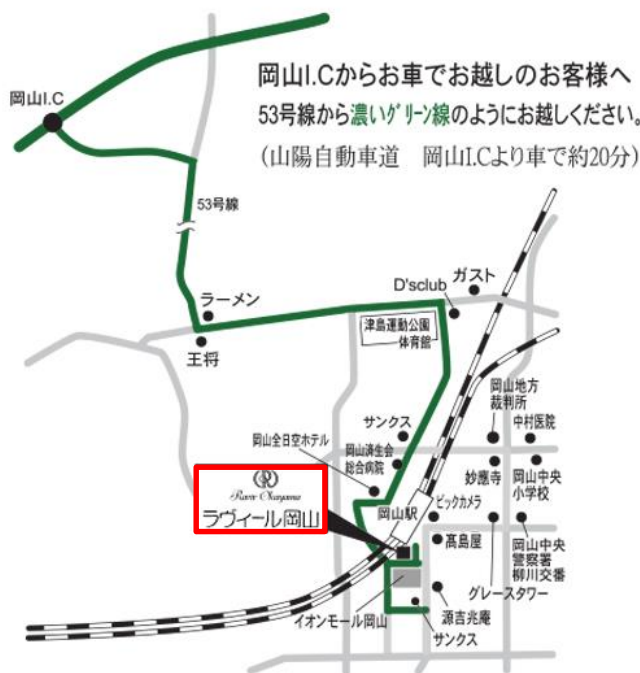 岡山I.Cからお車でお越しのお客様へ
53号線から濃いグリーン線のようにお越しください。
(山陽自動車道 岡山I.Cより車で約20分)
岡山I.C
53号線
ガスト
D'sclub
ラーメン
津島運動公園
体育館
王将
岡山地方
裁判所
中村医院
サンクス
岡山全日空ホテル
岡山済生会
総合病院
妙應寺
岡山中央
小学校
Ravir Okayama
ラヴィール岡山
岡山駅
ビックカメラ
髙島屋
岡山中央
警察署
柳川交番
グレースタワー
イオンモール岡山
源吉兆庵
サンクス